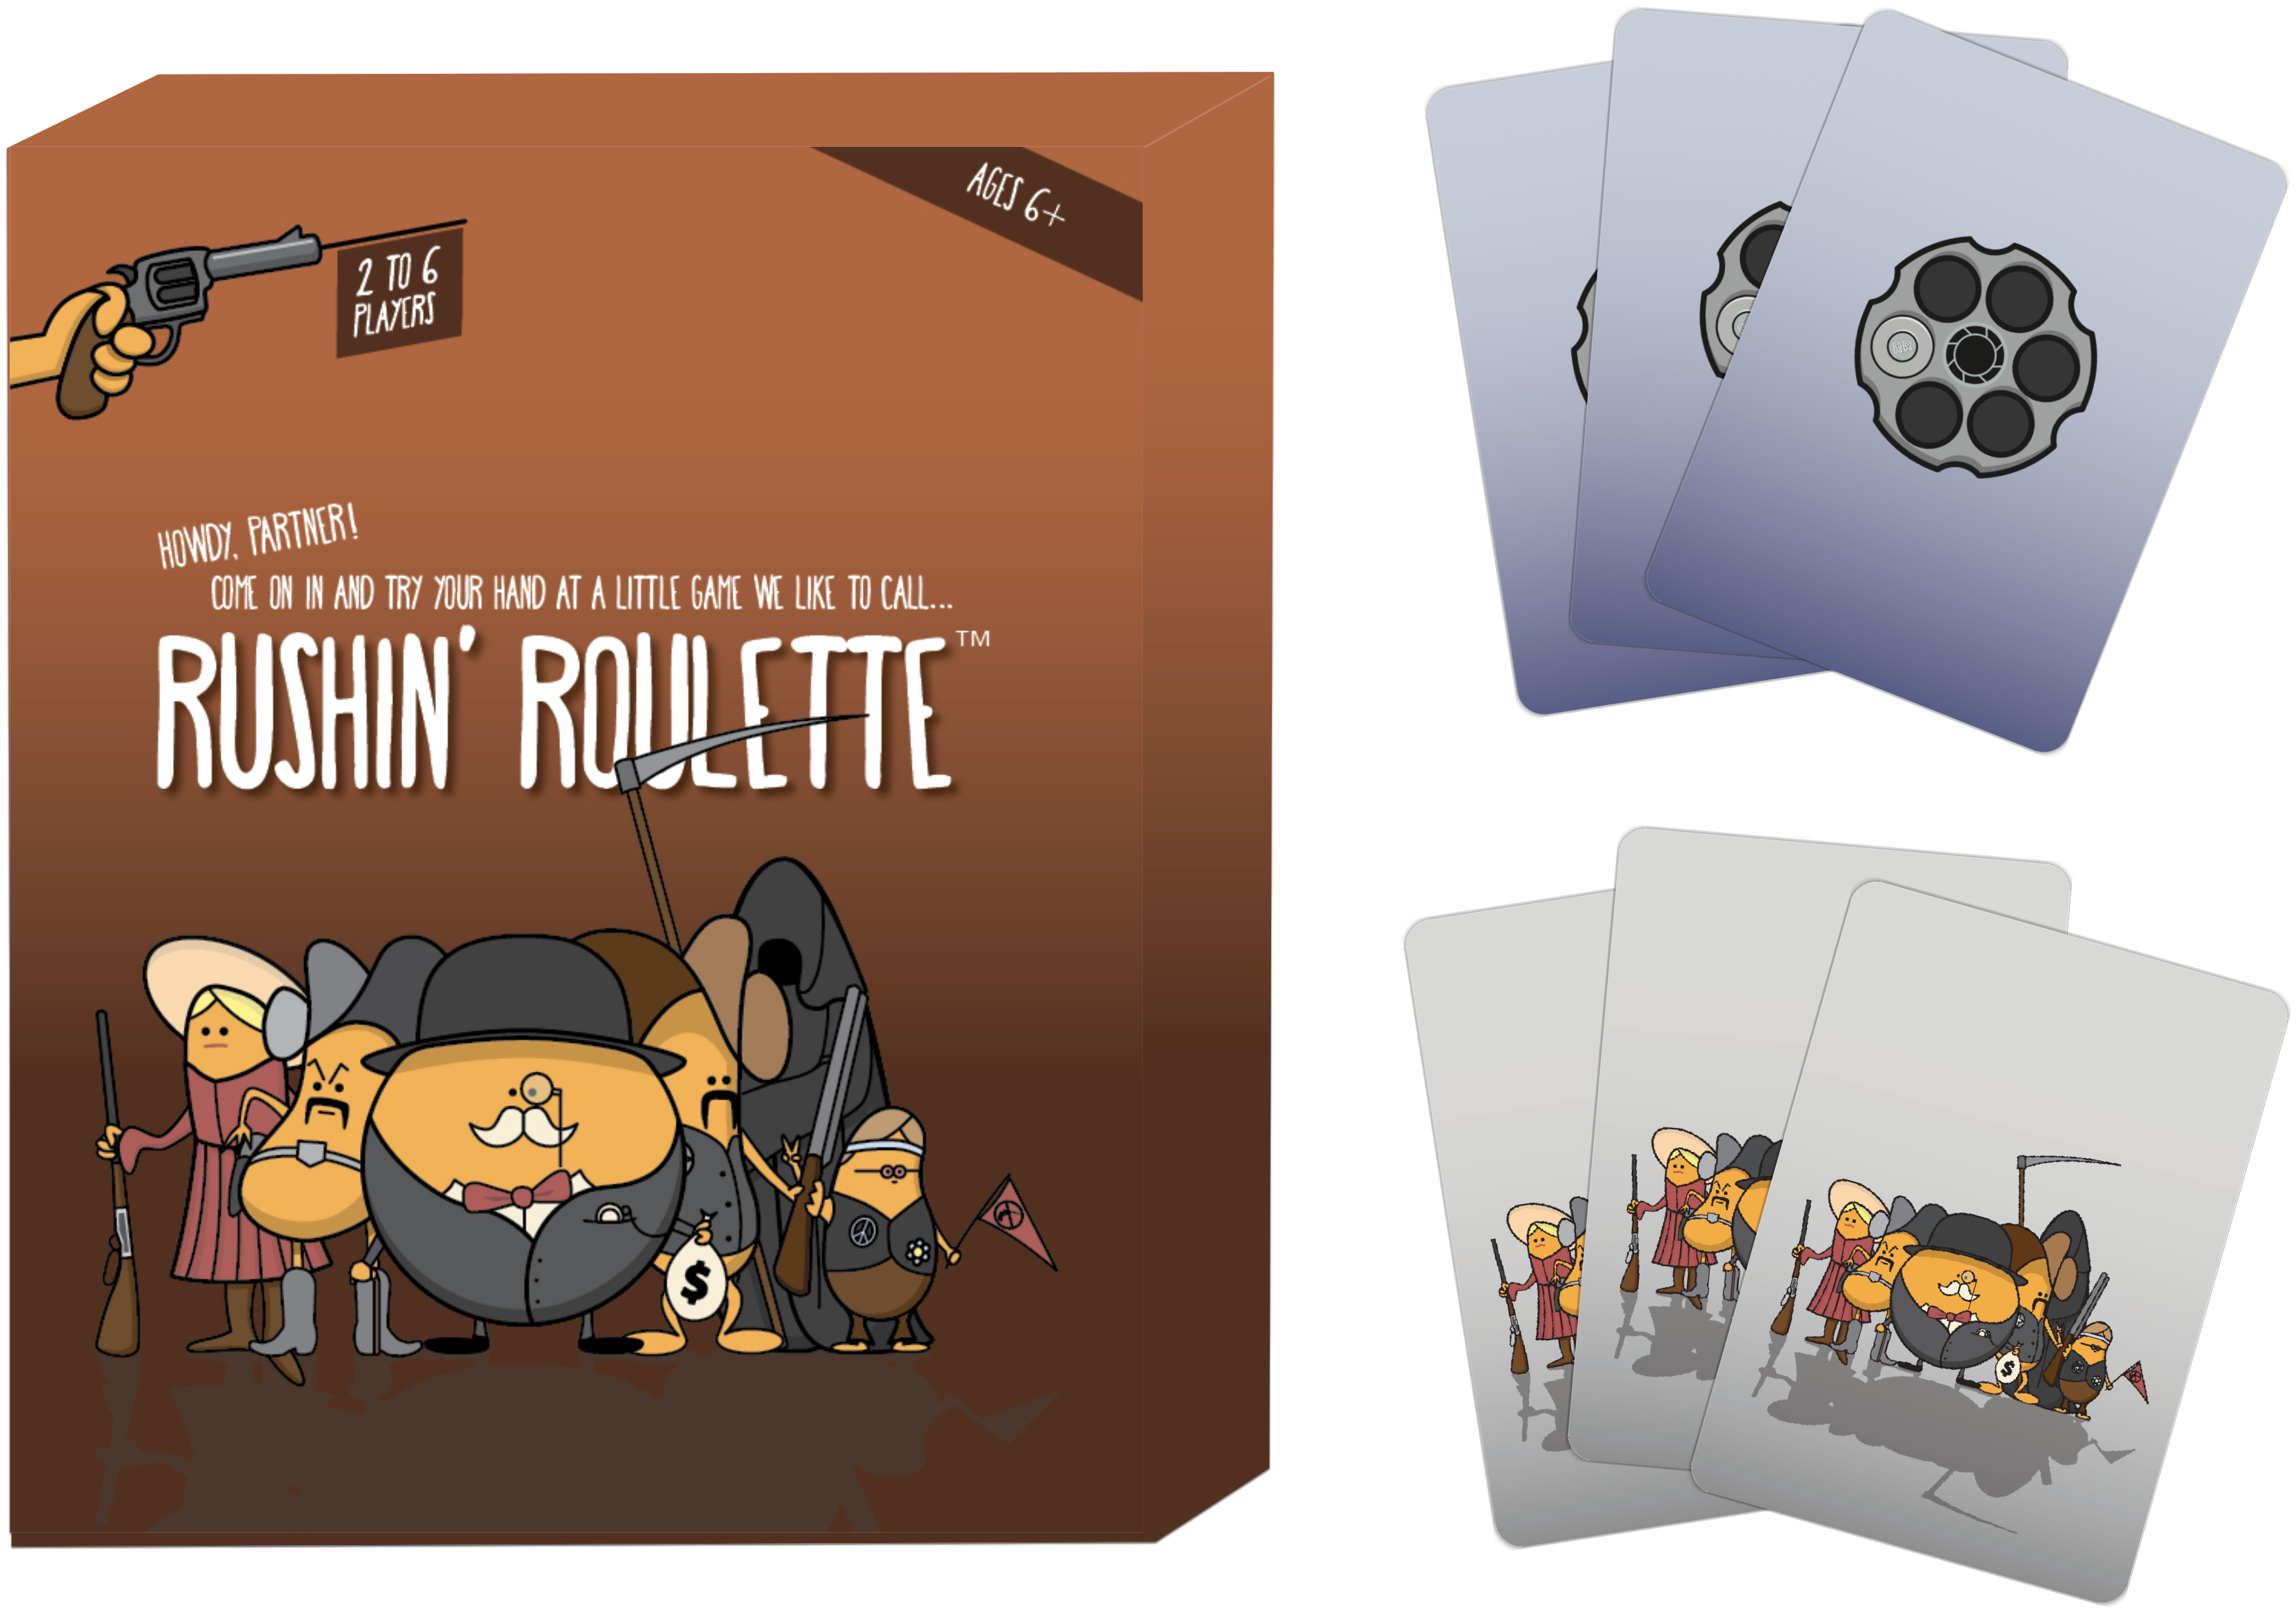 AGES 6+
2 TO 6
PLAYERS
HOWDY, PARTNER!
COME ON IN AND TRY YOUR HAND AT A LITTLE GAME WE LIKE TO CALL...
RUSHIN' ROULETTE™
$
$